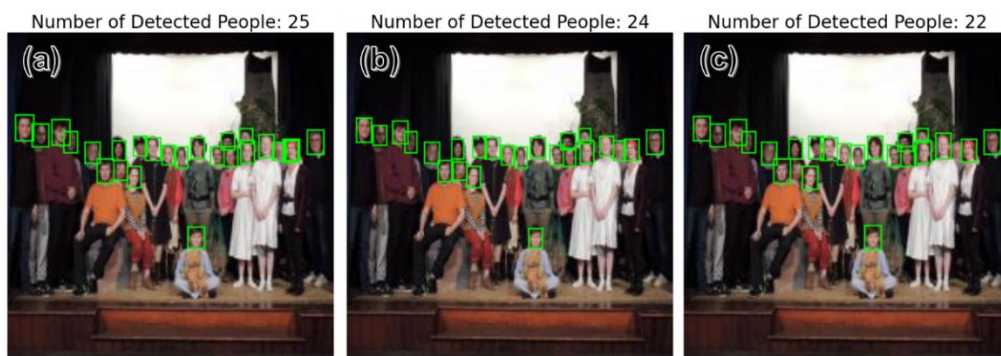 Number of Detected People: 25
Number of Detected People: 24
Number of Detected People: 22
(a)
(b)
(c)